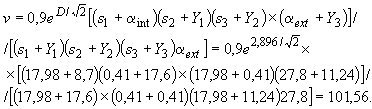 ν = 0,9e^{D/√2}[(s₁ + α_int)(s₂ + Y₁)(s₃ + Y₂)×(α_ext + Y₃)]/
/[(s₁ + Y₁)(s₂ + Y₂)(s₃ + Y₃)α_ext] = 0,9e^{2,896/√2}×
×[(17,98 + 8,7)(0,41 + 17,6)×(17,98 + 0,41)(27,8 + 11,24)]/
/[(17,98 + 17,6)×(0,41 + 0,41)(17,98 + 11,24)27,8] = 101,56.